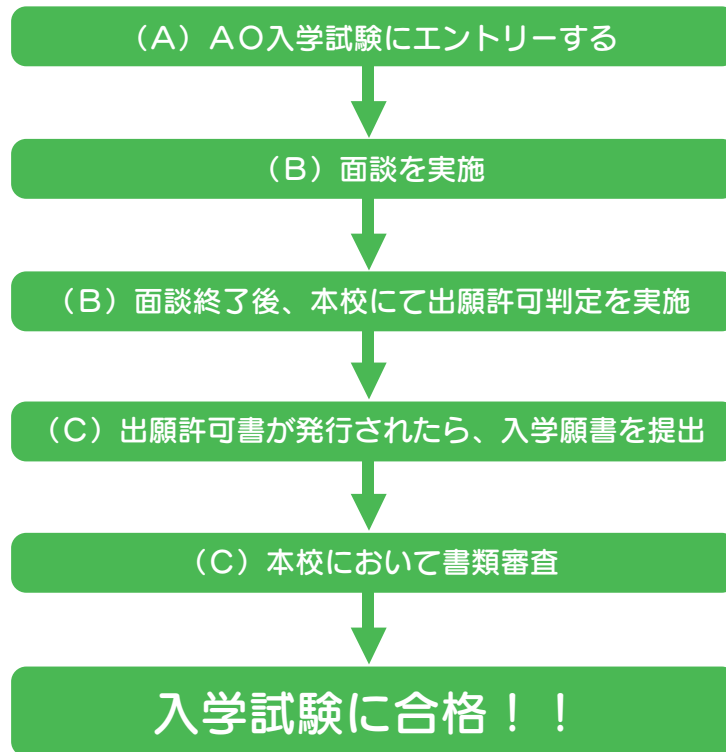 （A）AO入学試験にエントリーする
（B）面談を実施
（B）面談終了後、本校にて出願許可判定を実施
（C）出願許可書が発行されたら、入学願書を提出
（C）本校において書類審査
入学試験に合格！！